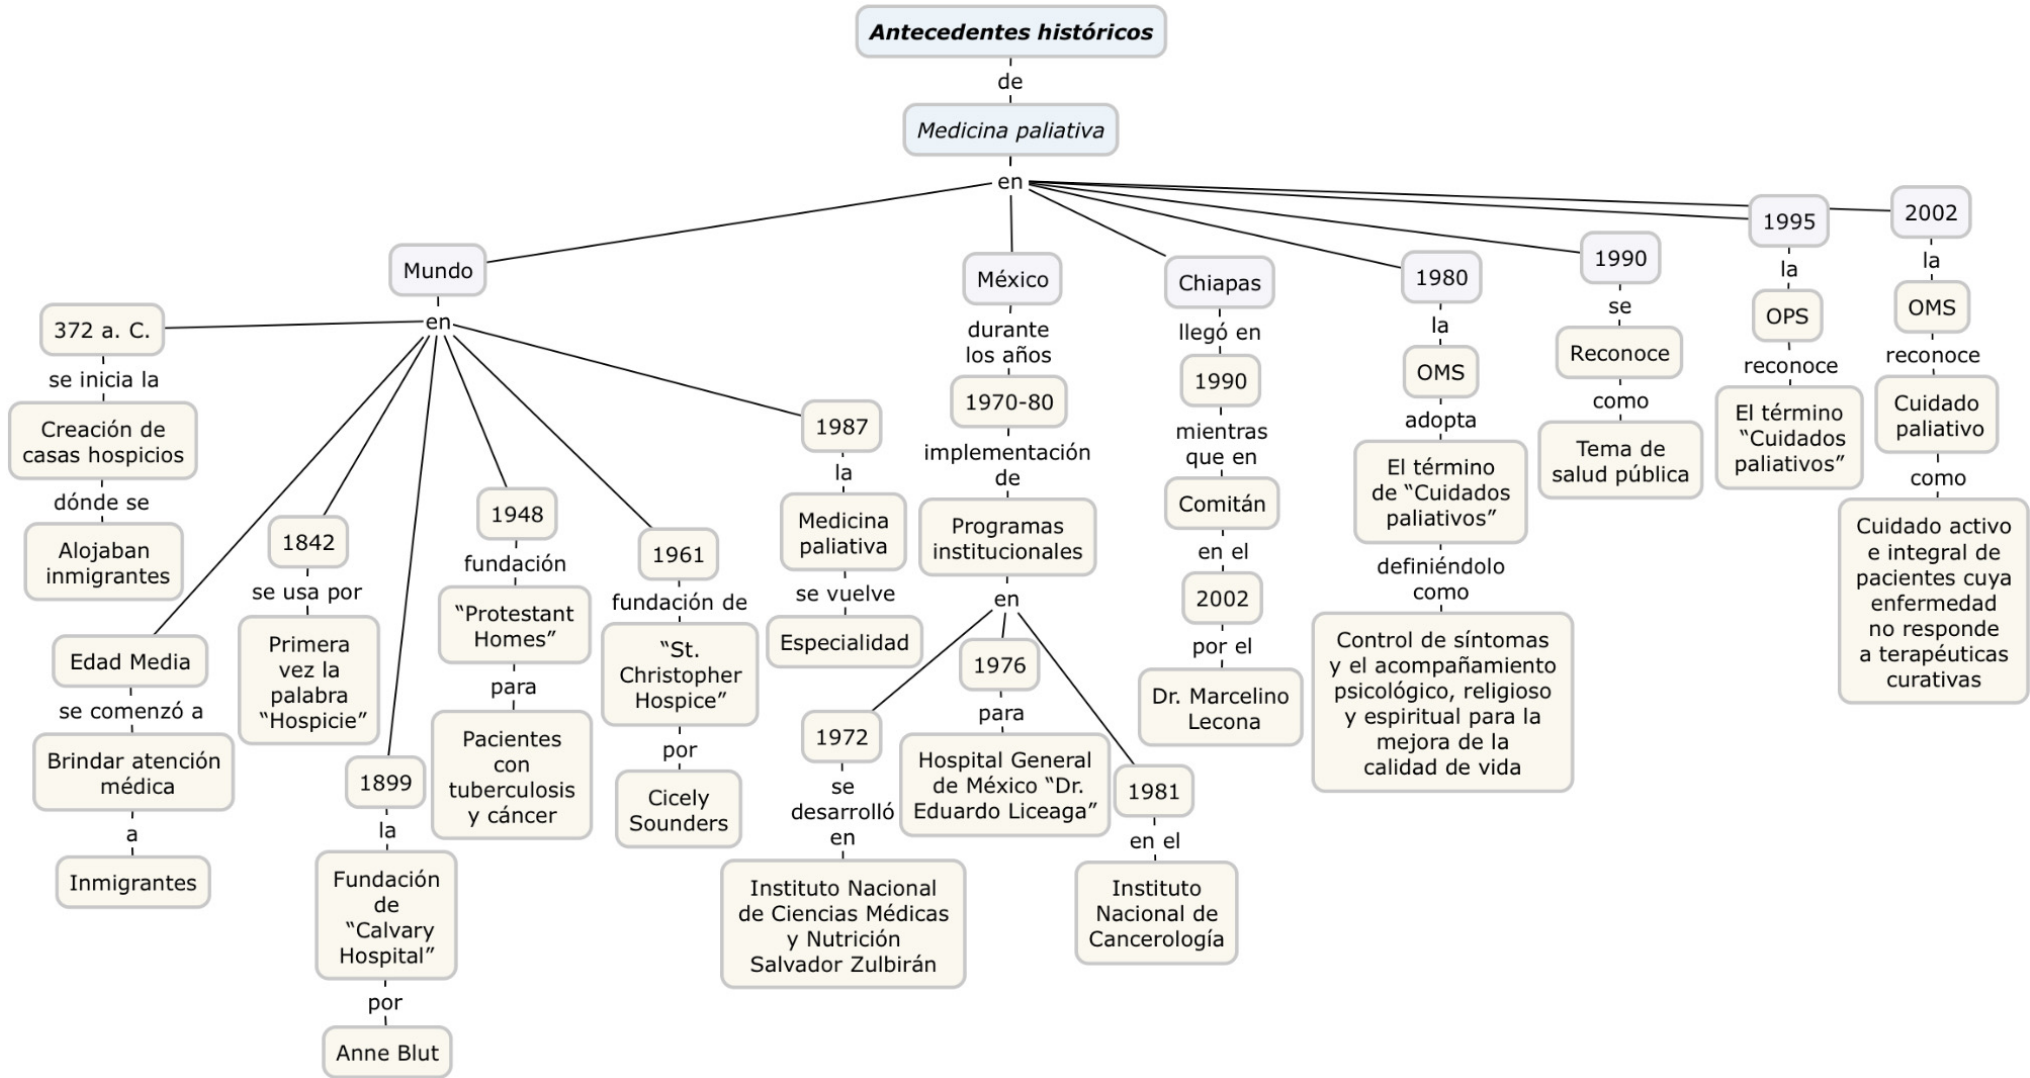 Antecedentes históricos
de
Medicina paliativa
en
Mundo
en
372 a. C.
se inicia la
Creación de
casas hospicios
dónde se
Alojaban
inmigrantes
Edad Media
se comenzó a
Brindar atención
médica
a
Inmigrantes
1842
se usa por
Primera
vez la
palabra
“Hospicie”
1899
la
Fundación
de
“Calvary
Hospital”
por
Anne Blut
1948
fundación
“Protestant
Homes”
para
Pacientes
con
tuberculosis
y cáncer
1961
fundación de
“St.
Christopher
Hospice”
por
Cicely
Sounders
1987
la
Medicina
paliativa
se vuelve
Especialidad
México
durante
los años
1970-80
implementación
de
Programas
institucionales
en
1972
se
desarrolló
en
Instituto Nacional
de Ciencias Médicas
y Nutrición
Salvador Zulbirán
1976
para
Hospital General
de México “Dr.
Eduardo Liceaga”
1981
en el
Instituto
Nacional de
Cancerología
Chiapas
llegó en
1990
mientras
que en
Comitán
en el
2002
por el
Dr. Marcelino
Lecona
1980
la
OMS
adopta
El término
de “Cuidados
paliativos”
definiéndolo
como
Control de síntomas
y el acompañamiento
psicológico, religioso
y espiritual para la
mejora de la
calidad de vida
1990
se
Reconoce
como
Tema de
salud pública
1995
la
OPS
reconoce
El término
“Cuidados
paliativos”
2002
la
OMS
reconoce
Cuidado
paliativo
como
Cuidado activo
e integral de
pacientes cuya
enfermedad
no responde
a terapéuticas
curativas